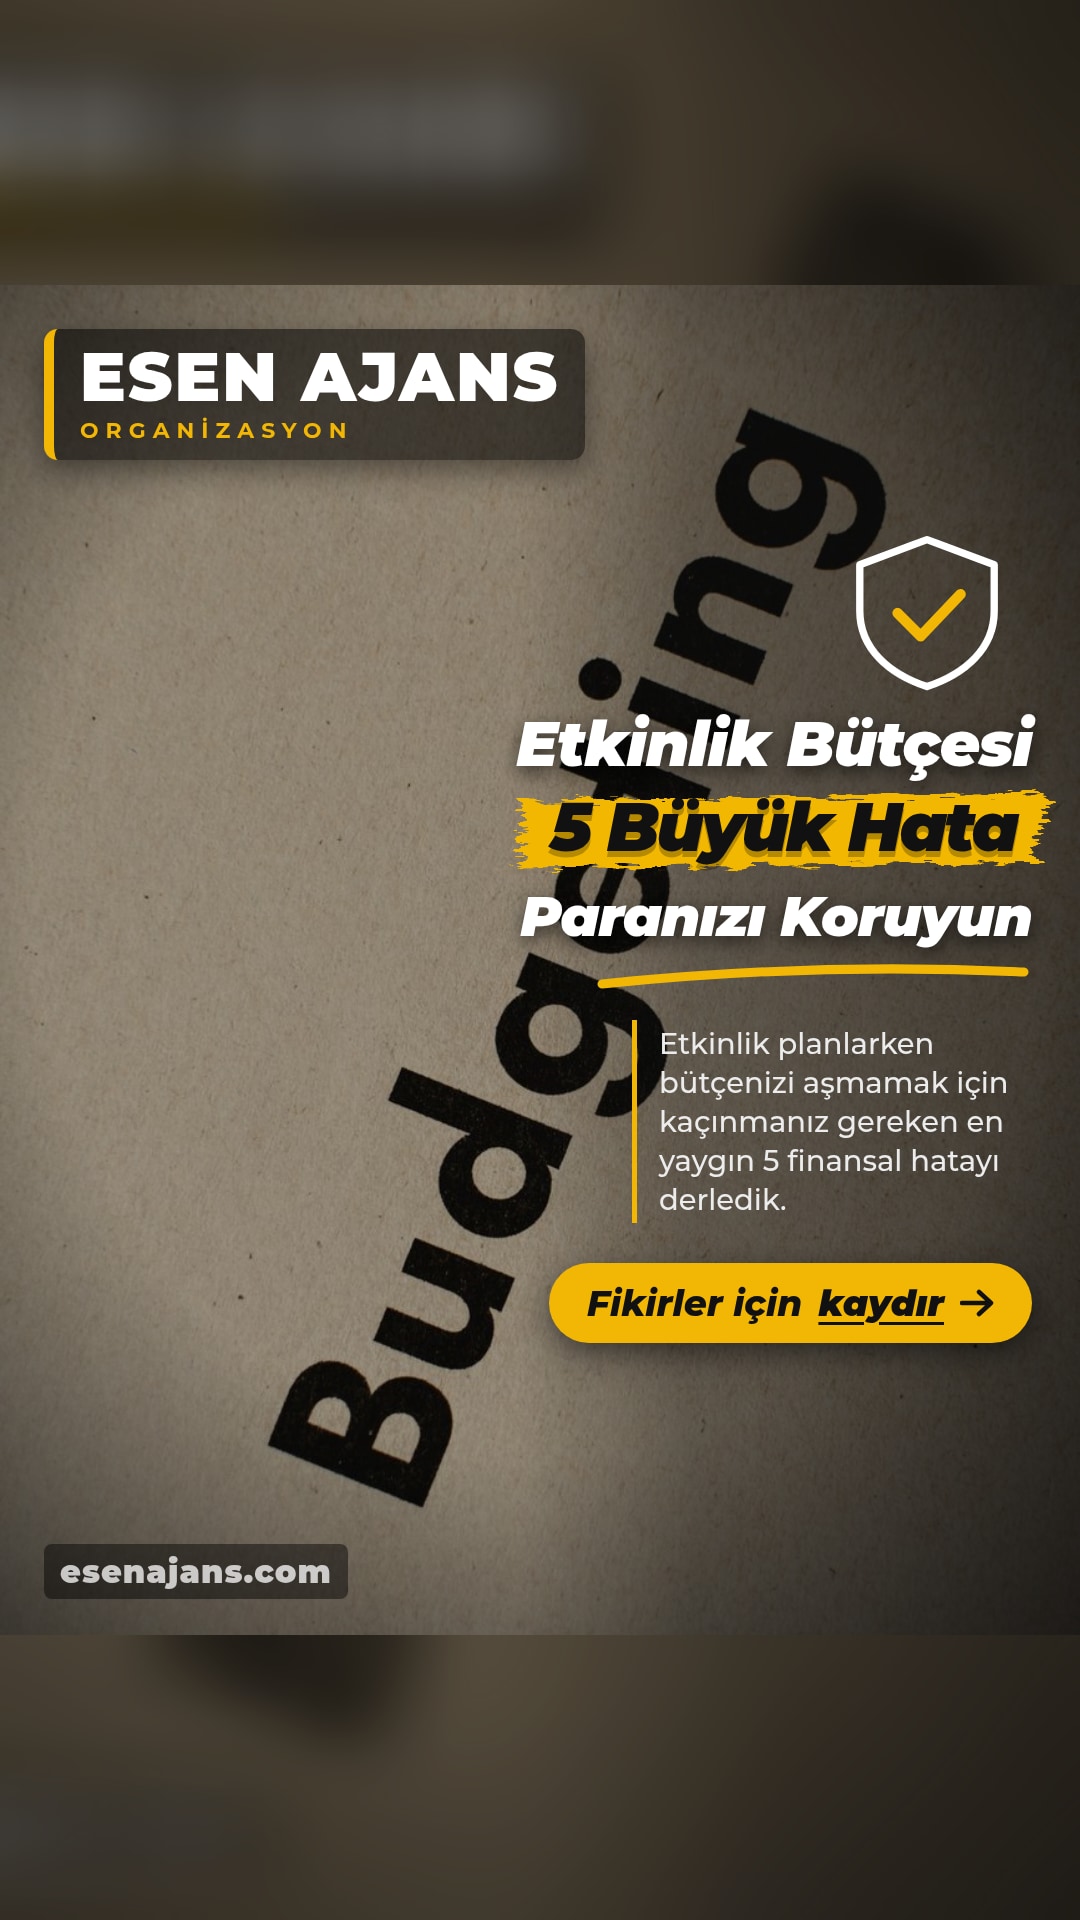 ESEN AJANS
ORGANİZASYON
Budgeting
Etkinlik Bütçesi
5 Büyük Hata
Paranızı Koruyun
Etkinlik planlarken
bütçenizi aşmamak için
kaçınmanız gereken en
yaygın 5 finansal hatayı
derledik.
Fikirler için kaydır →
esenajans.com